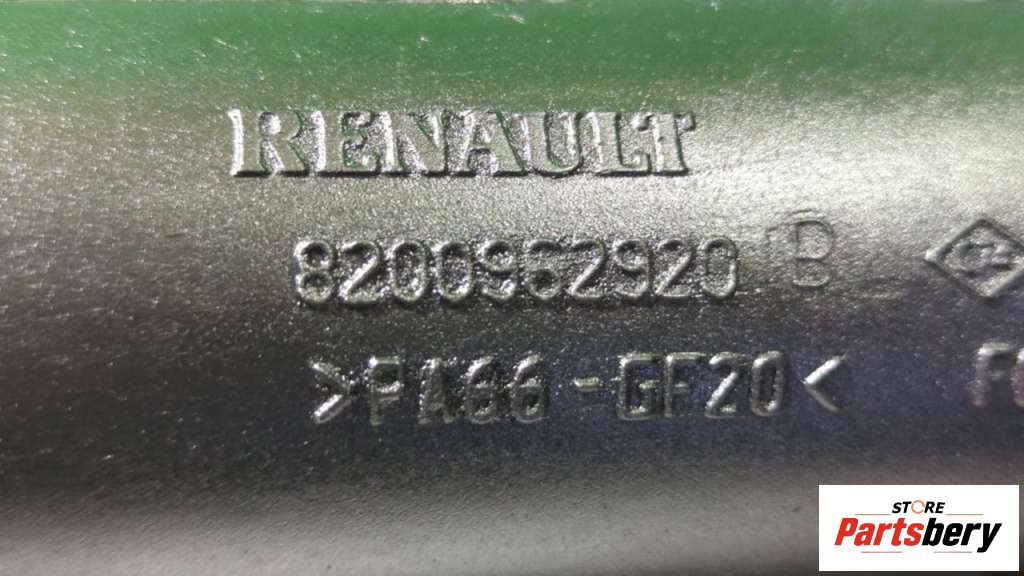 RENAULT
8200962920 B
>PA66-GF20<
STORE
Partsbery